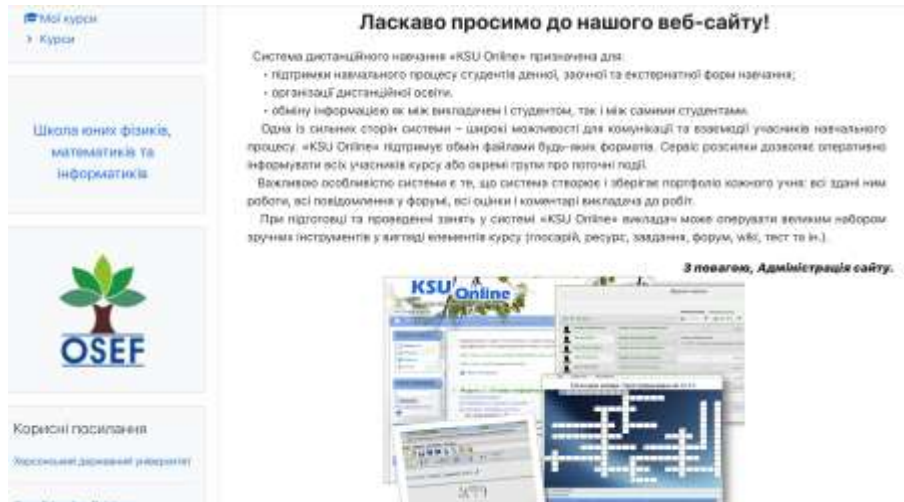 Мої курси
Курси
Школа юних фізиків,
математиків та
інформатиків
OSEF
Корисні посилання
Херсонський державний університет
Ласкаво просимо до нашого веб-сайту!
Система дистанційного навчання «KSU Online» призначена для:
• підтримки навчального процесу студентів денної, заочної та екстернатної форм навчання;
• організації дистанційної освіти.
• обміну інформацією як між викладачем і студентом, так і між самими студентами.
Одна із сильних сторін системи – широкі можливості для комунікації та взаємодії учасників навчального
процесу. «KSU Online» підтримує обмін файлами будь-яких форматів. Сервіс розсилки дозволяє оперативно
інформувати всіх учасників курсу або окремі групи про поточні події.
Важливою особливістю системи є те, що система створює і зберігає портфоліо кожного учня: всі здані ним
роботи, всі повідомлення у форумі, всі оцінки і коментарі викладача до робіт.
При підготовці та проведенні занять у системі «KSU Online» викладач може оперувати великим набором
зручних інструментів у вигляді елементів курсу (глосарій, ресурс, завдання, форум, wiki, тест та ін.).
З повагою, Адміністрація сайту.
KSU Online